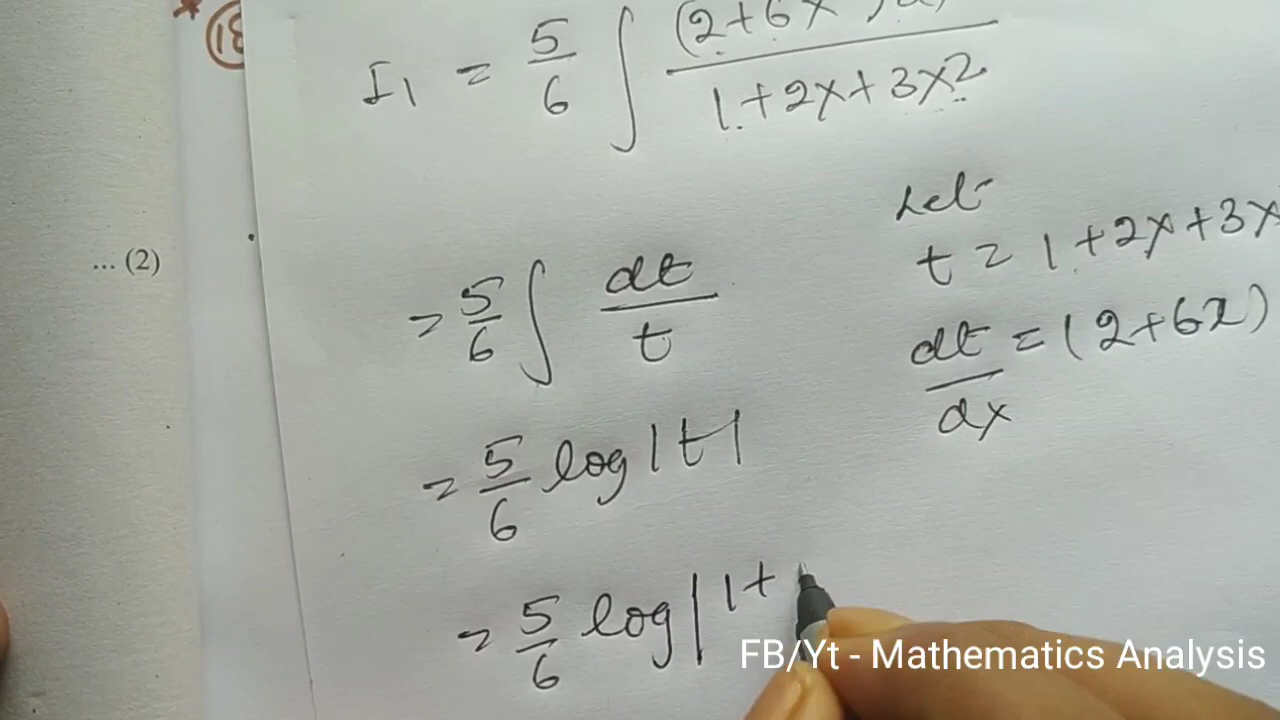 31
I₁ = 5/6 ∫ (2+6x) / 1+2x+3x2
Let
t = 1+2x+3x
... (2)
= 5/6 ∫ dt/t
dt/dx = (2+6x)
= 5/6 log|t|
= 5/6 log|1+
FB/Yt - Mathematics Analysis